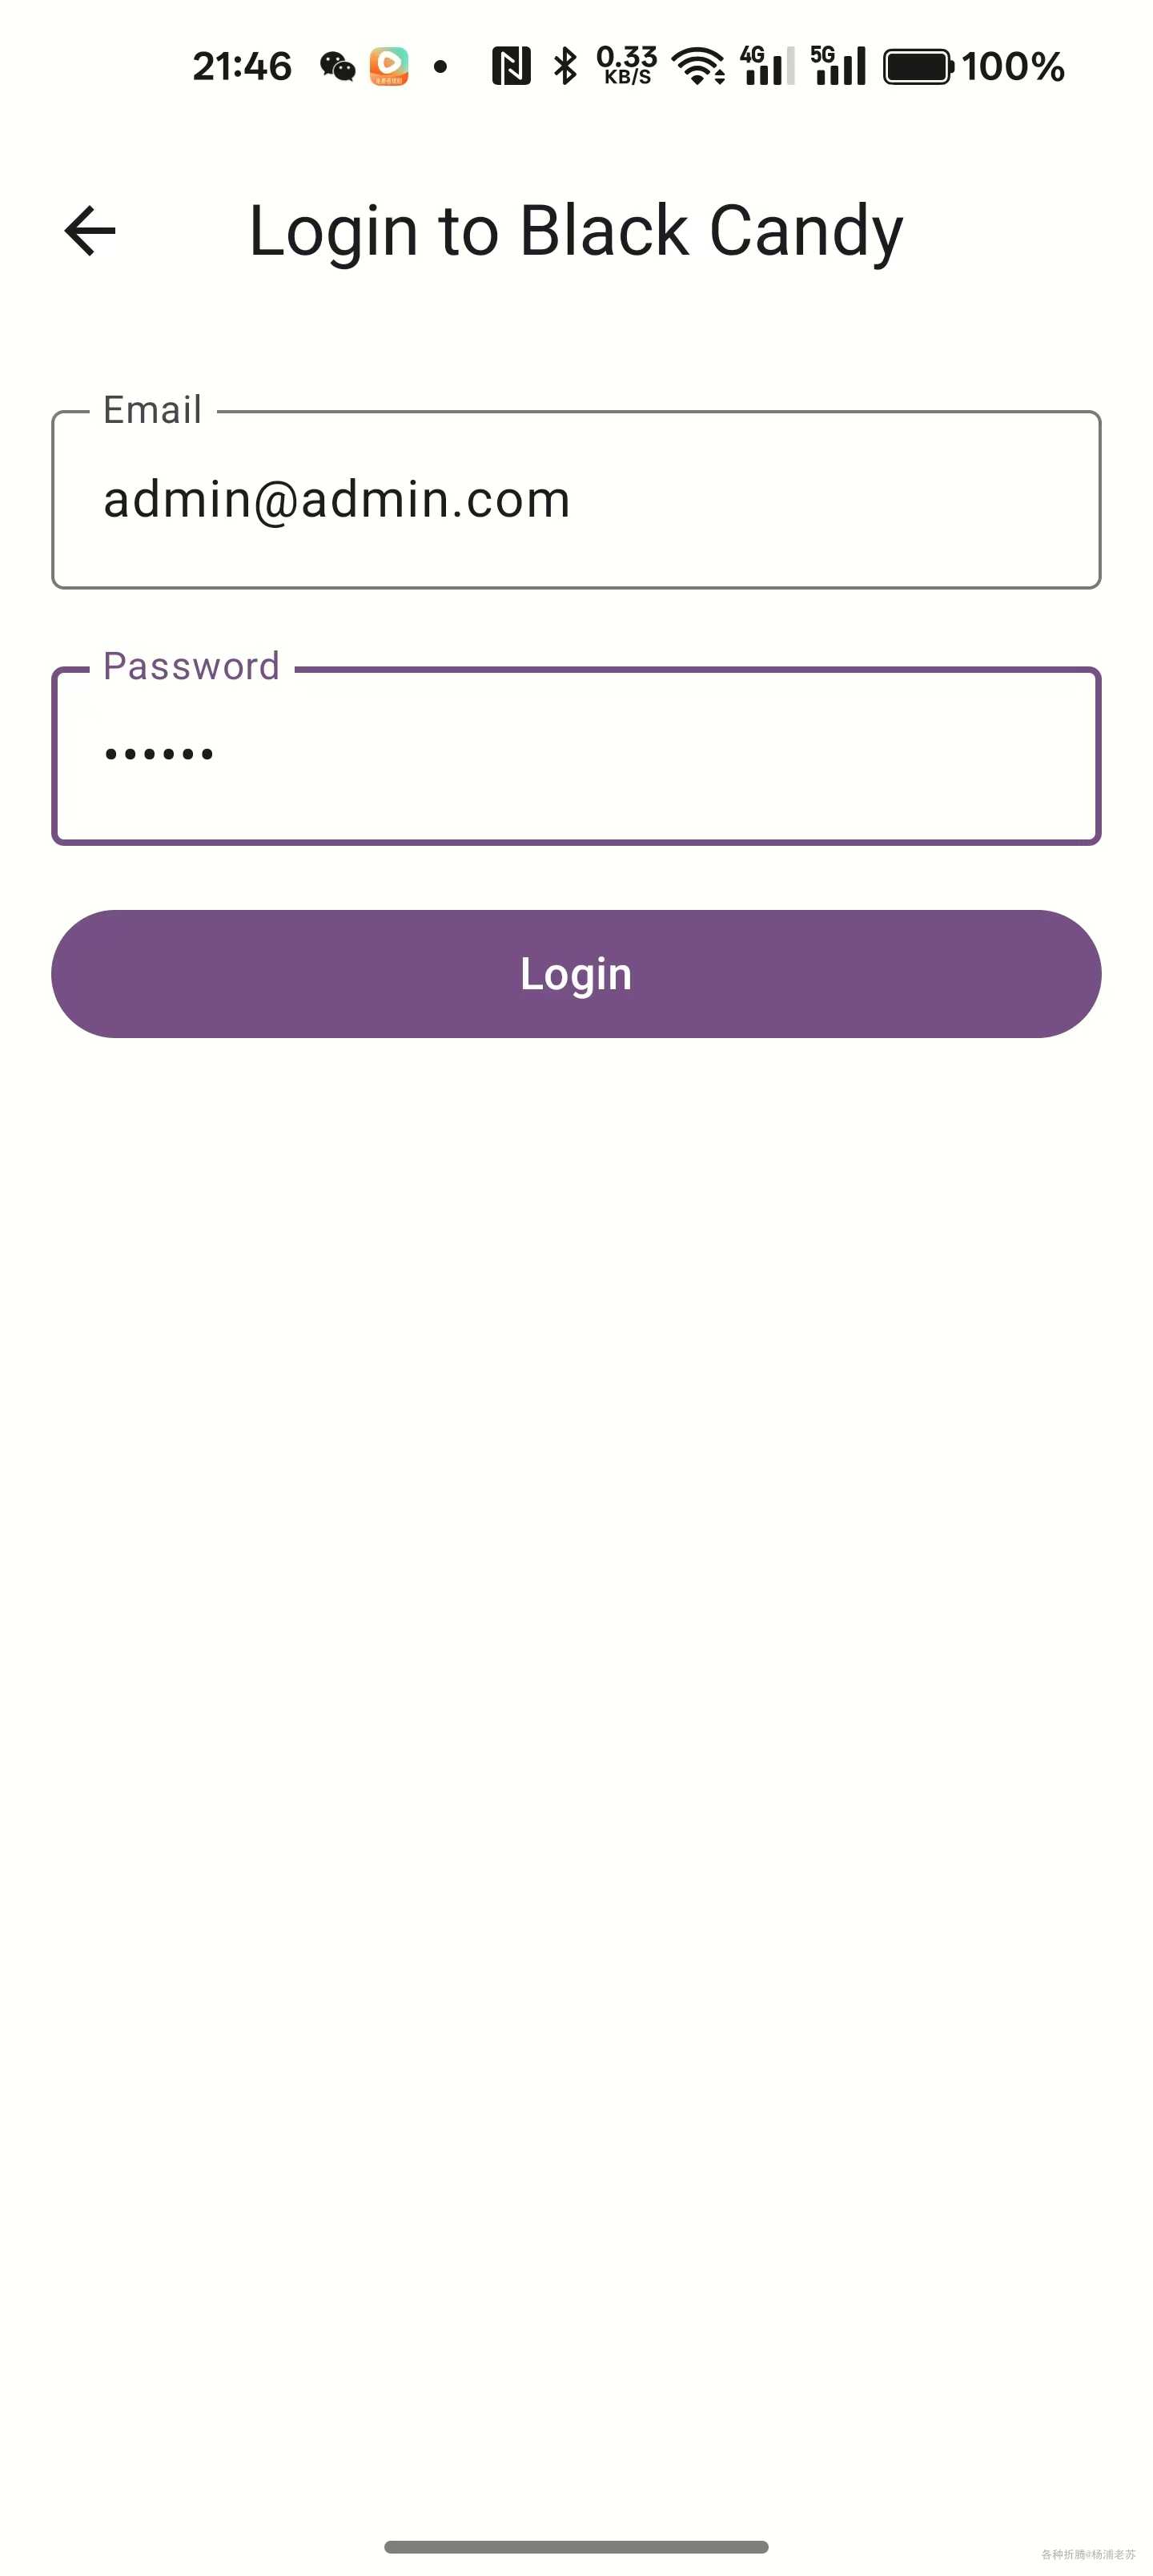 21:46 0.33 KB/S 4G 5G 100%
Login to Black Candy
Email
admin@admin.com
Password
••••••
Login
各种折腾#杨浦老苏